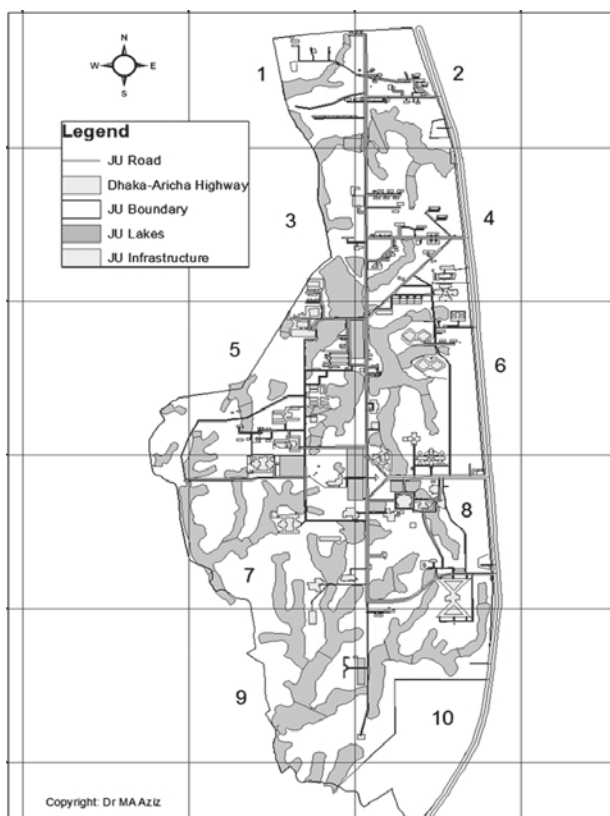 N
W E
S
1
2
Legend
JU Road
Dhaka-Aricha Highway
JU Boundary
JU Lakes
JU Infrastructure
3
4
5
6
7
8
9
10
Copyright: Dr MA Aziz